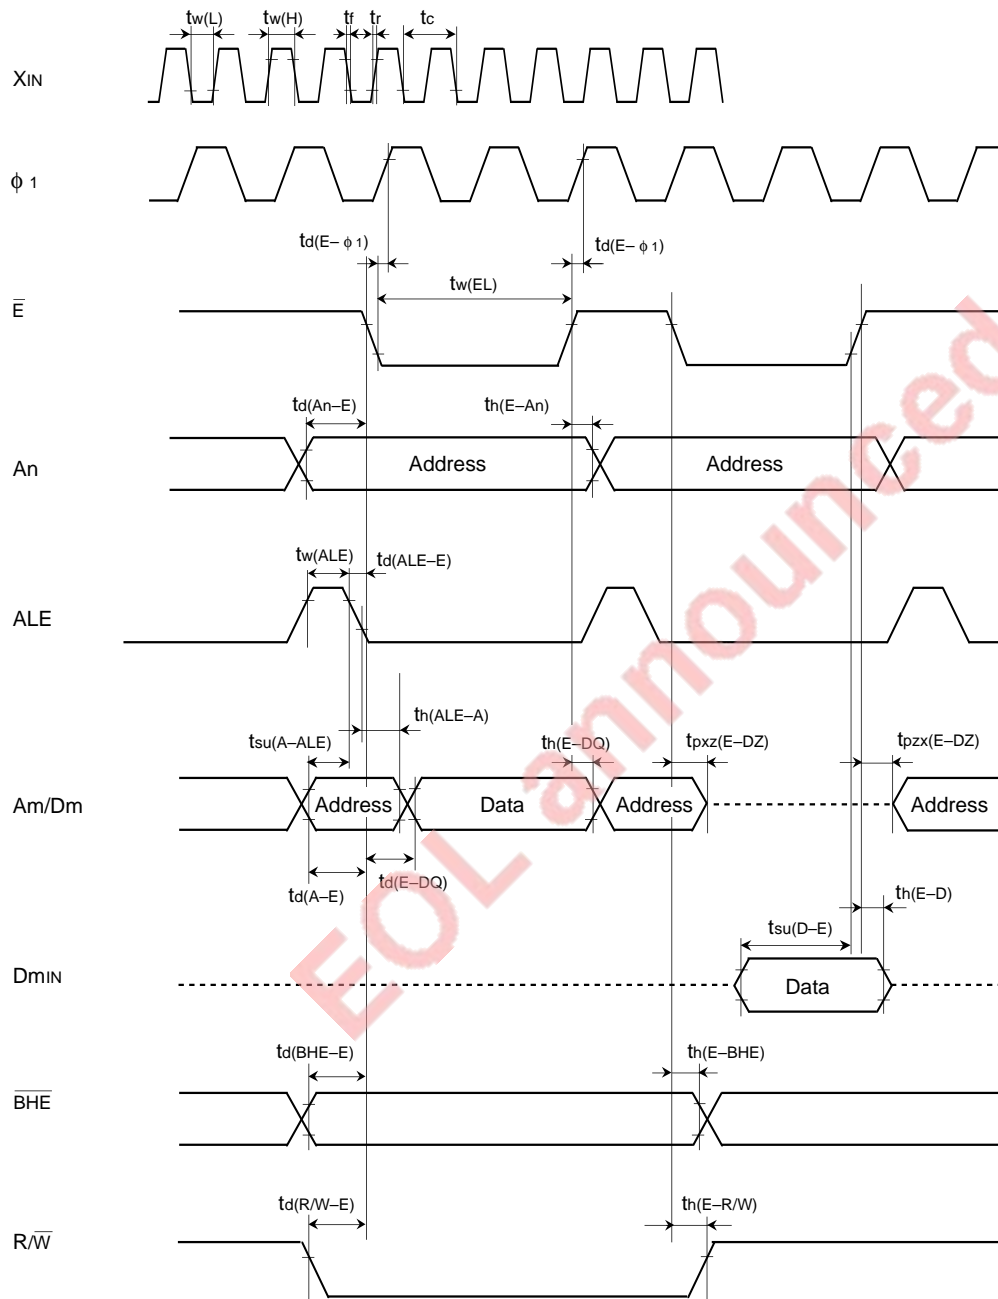 tw(L) tw(H) tf tr tc
XIN
ϕ 1
td(E–ϕ 1) td(E–ϕ 1)
tw(EL)
E̅
td(An–E) th(E–An)
An Address Address
tw(ALE) td(ALE–E)
ALE
th(ALE–A)
tsu(A–ALE) th(E–DQ) tpxz(E–DZ) tpzx(E–DZ)
Am/Dm Address Data Address Address
td(A–E) td(E–DQ)
th(E–D)
tsu(D–E)
DmIN Data
td(BHE–E) th(E–BHE)
B̅H̅E̅
td(R/W–E) th(E–R/W)
R/W̅
EOL announced